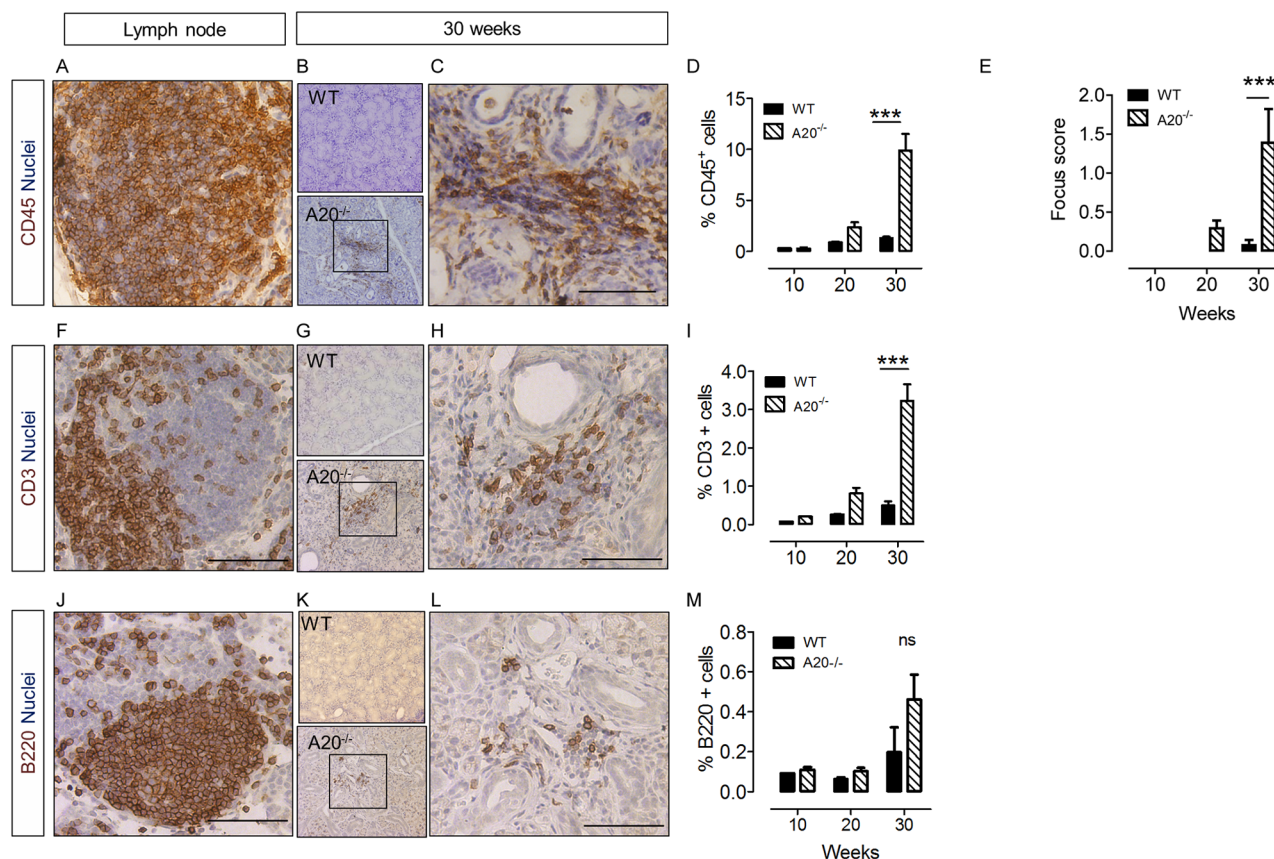 Lymph node
30 weeks
A
B
C
D
E
CD45 Nuclei
WT
A20-/-
15
10
5
0
% CD45+ cells
WT
A20-/-
***
10
20
30
2.0
1.5
1.0
0.5
0.0
Focus score
WT
A20-/-
***
10
20
30
Weeks
F
G
H
I
CD3 Nuclei
WT
A20-/-
4.0
3.0
2.0
1.0
0.0
% CD3 + cells
WT
A20-/-
***
10
20
30
J
K
L
M
B220 Nuclei
WT
A20-/-
0.8
0.6
0.4
0.2
0.0
% B220 + cells
WT
A20-/-
ns
10
20
30
Weeks